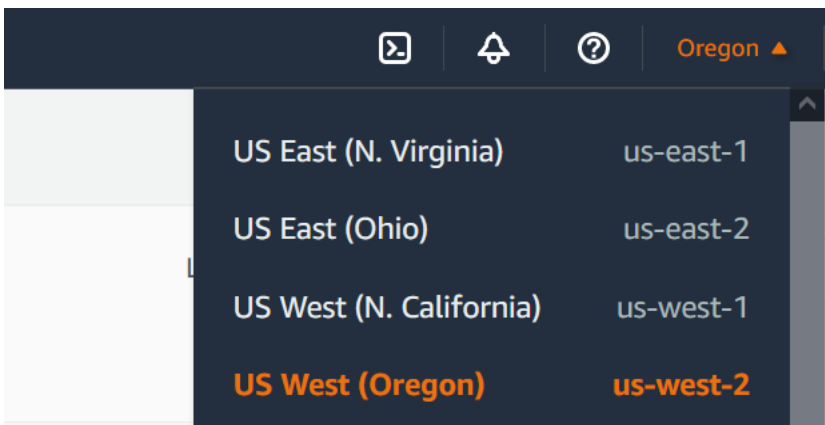 Oregon ▲
US East (N. Virginia) us-east-1
US East (Ohio) us-east-2
US West (N. California) us-west-1
US West (Oregon) us-west-2